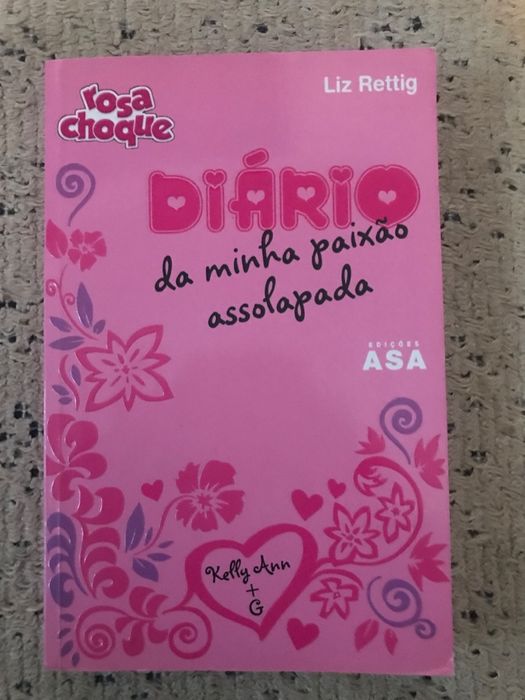 rosa
choque
Liz Rettig
DIÁRIO
da minha paixão
assolapada
EDIÇÕES
ASA
Kelly Ann
+
G